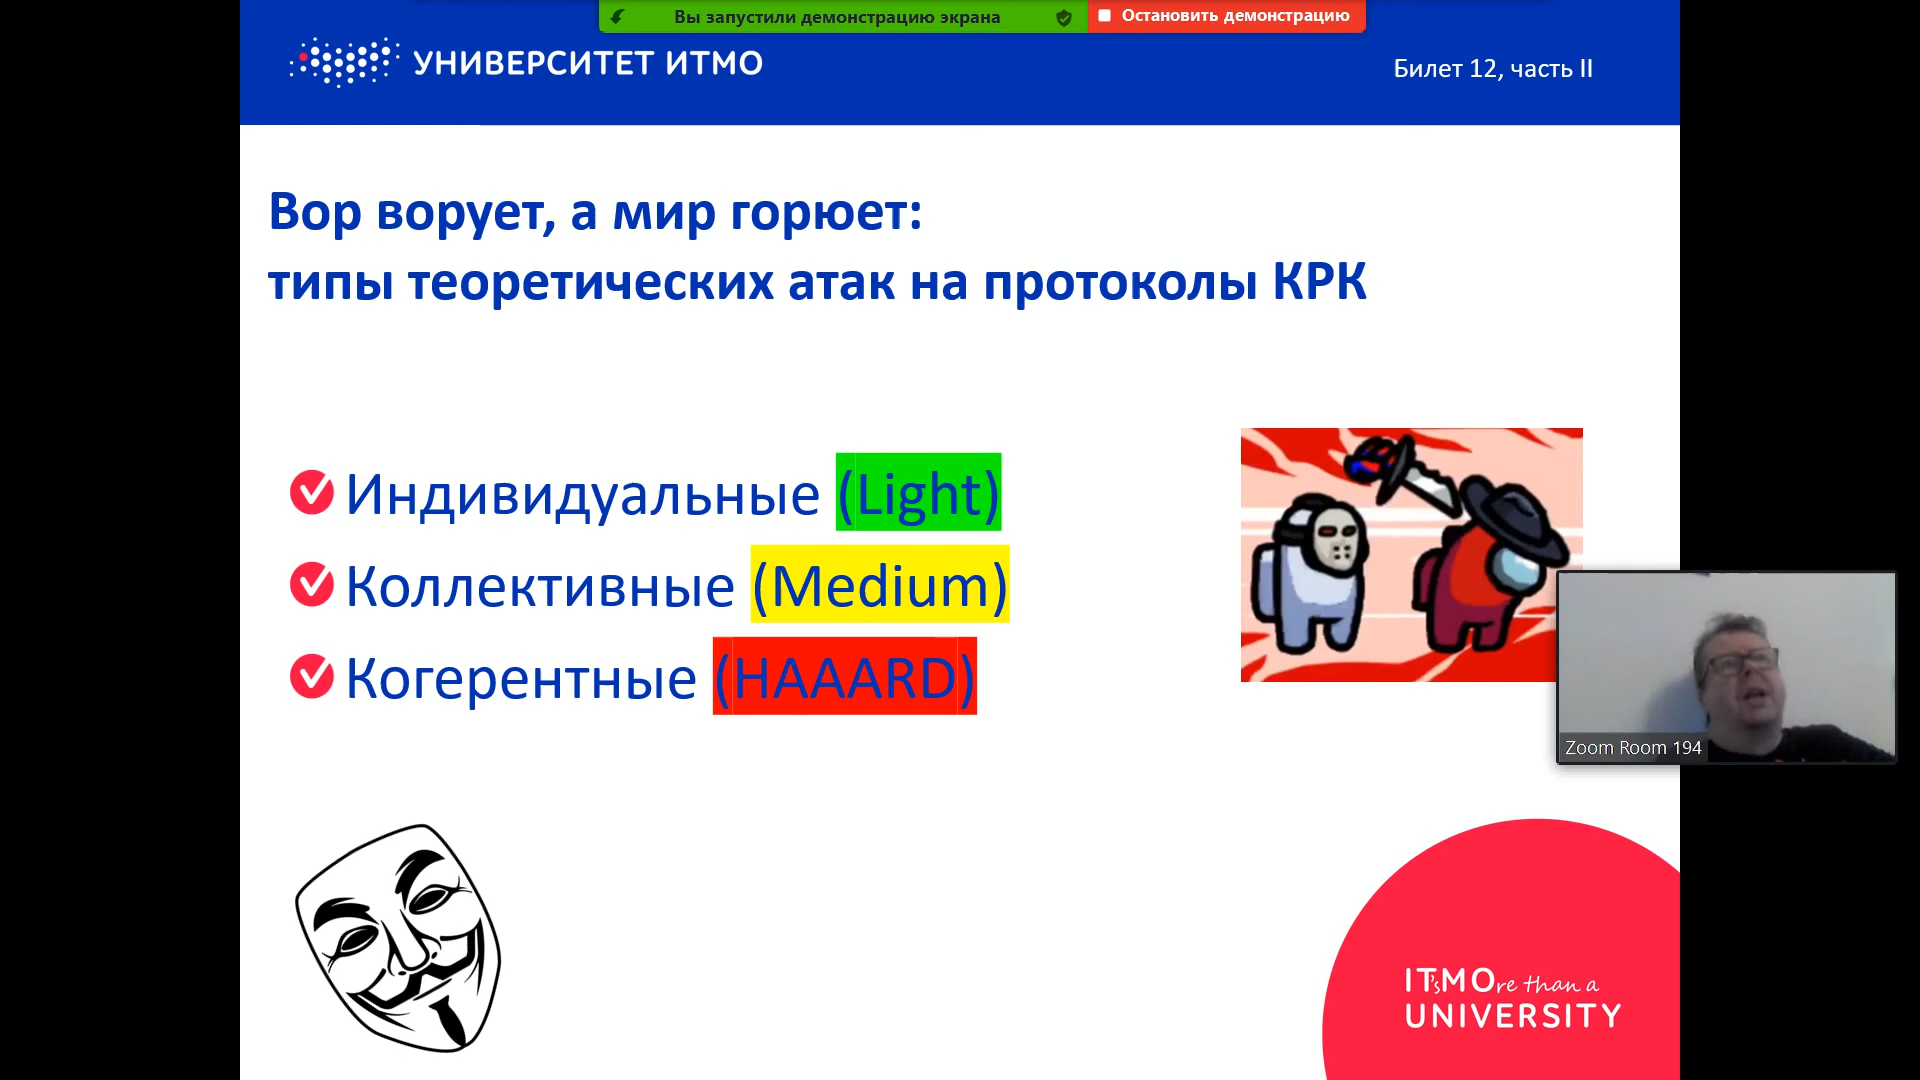 Вы запустили демонстрацию экрана
Остановить демонстрацию
УНИВЕРСИТЕТ ИТМО
Билет 12, часть II
Вор ворует, а мир горюет:
типы теоретических атак на протоколы КРК
Индивидуальные (Light)
Коллективные (Medium)
Когерентные (HAAARD)
Zoom Room 194
IT's MOre than a
UNIVERSITY